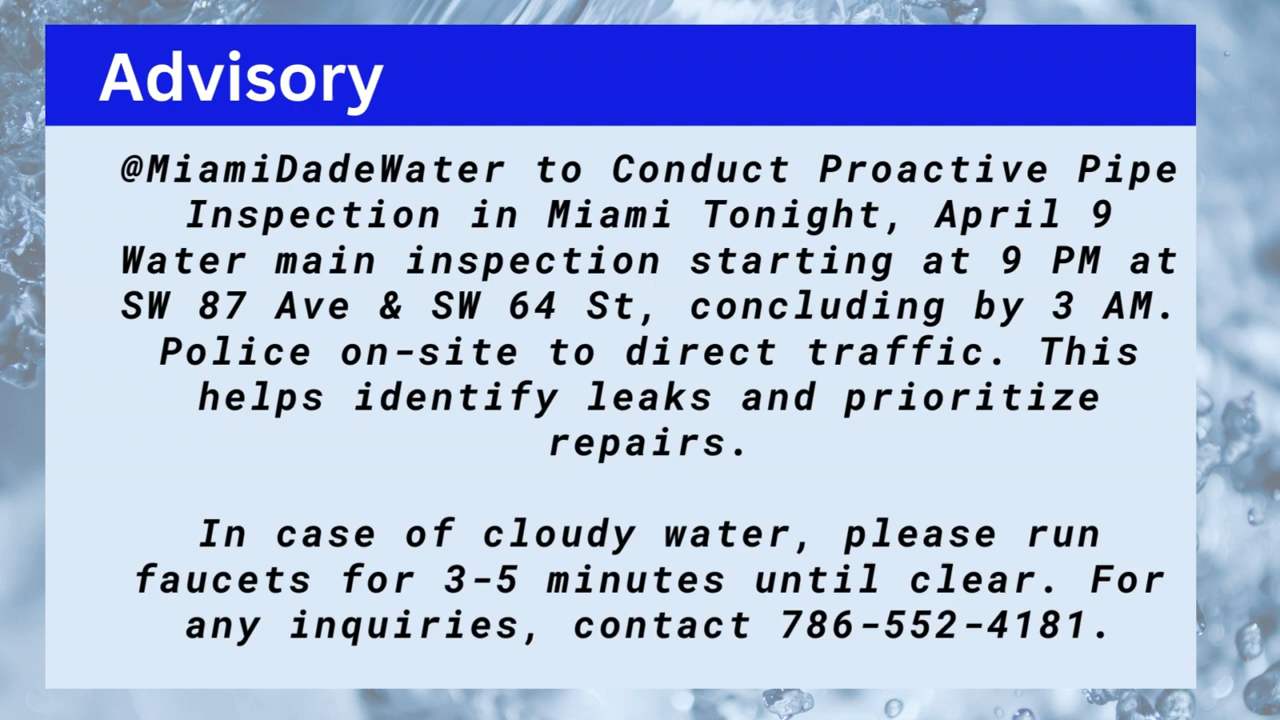 Advisory
@MiamiDadeWater to Conduct Proactive Pipe
Inspection in Miami Tonight, April 9
Water main inspection starting at 9 PM at
SW 87 Ave & SW 64 St, concluding by 3 AM.
Police on-site to direct traffic. This
helps identify leaks and prioritize
repairs.
In case of cloudy water, please run
faucets for 3-5 minutes until clear. For
any inquiries, contact 786-552-4181.